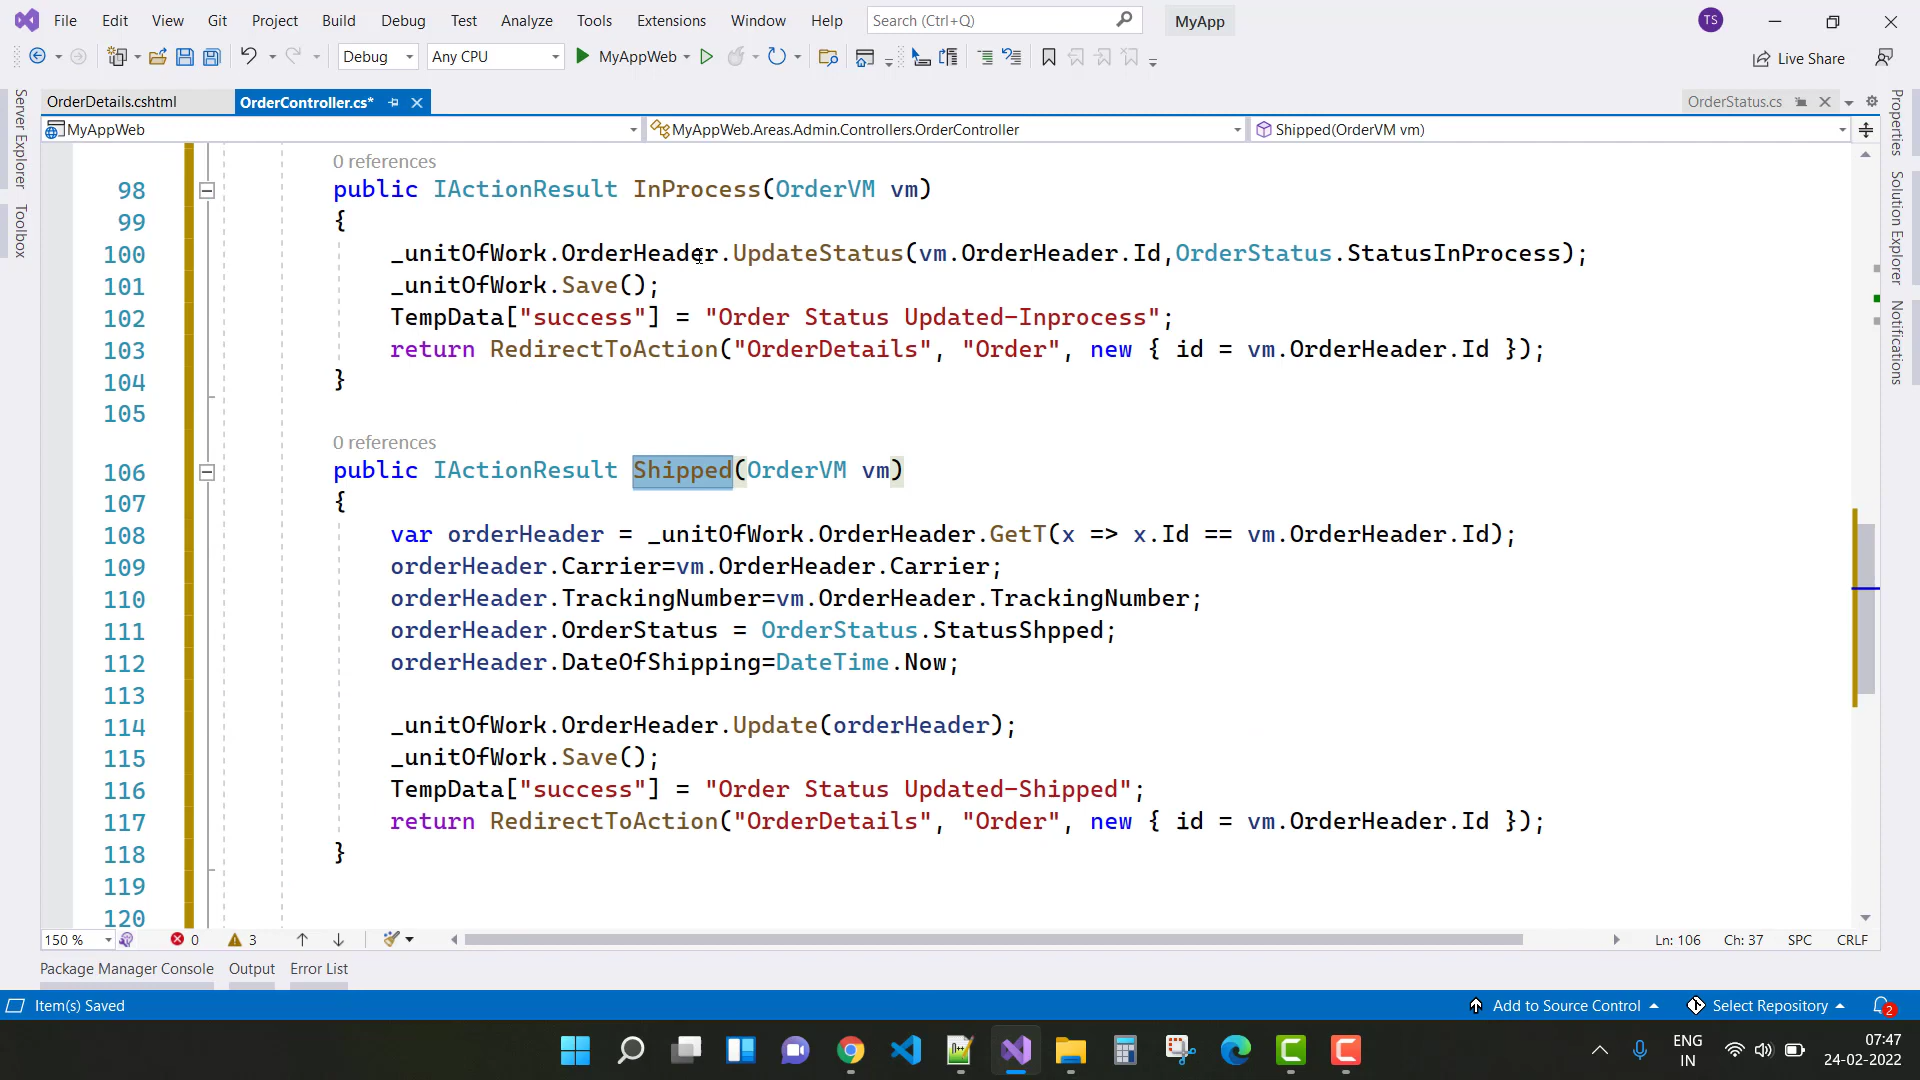 File Edit View Git Project Build Debug Test Analyze Tools Extensions Window Help Search (Ctrl+Q) MyApp TS
Debug Any CPU MyAppWeb Live Share
OrderDetails.cshtml OrderController.cs* OrderStatus.cs
MyAppWeb MyAppWeb.Areas.Admin.Controllers.OrderController Shipped(OrderVM vm)
Server Explorer
Toolbox
Properties
Solution Explorer
Notifications
0 references
98 public IActionResult InProcess(OrderVM vm)
99 {
100 _unitOfWork.OrderHeader.UpdateStatus(vm.OrderHeader.Id,OrderStatus.StatusInProcess);
101 _unitOfWork.Save();
102 TempData["success"] = "Order Status Updated-Inprocess";
103 return RedirectToAction("OrderDetails", "Order", new { id = vm.OrderHeader.Id });
104 }
105
0 references
106 public IActionResult Shipped(OrderVM vm)
107 {
108 var orderHeader = _unitOfWork.OrderHeader.GetT(x => x.Id == vm.OrderHeader.Id);
109 orderHeader.Carrier=vm.OrderHeader.Carrier;
110 orderHeader.TrackingNumber=vm.OrderHeader.TrackingNumber;
111 orderHeader.OrderStatus = OrderStatus.StatusShpped;
112 orderHeader.DateOfShipping=DateTime.Now;
113
114 _unitOfWork.OrderHeader.Update(orderHeader);
115 _unitOfWork.Save();
116 TempData["success"] = "Order Status Updated-Shipped";
117 return RedirectToAction("OrderDetails", "Order", new { id = vm.OrderHeader.Id });
118 }
119
120
150 % 0 3 Ln: 106 Ch: 37 SPC CRLF
Package Manager Console Output Error List
Item(s) Saved Add to Source Control Select Repository 2
ENG 07:47
IN 24-02-2022